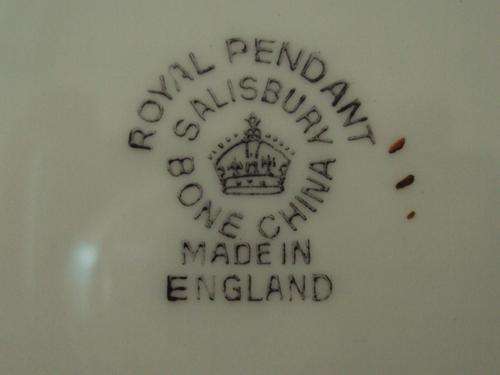 ROYAL PENDANT
SALISBURY
BONE CHINA
MADE IN
ENGLAND